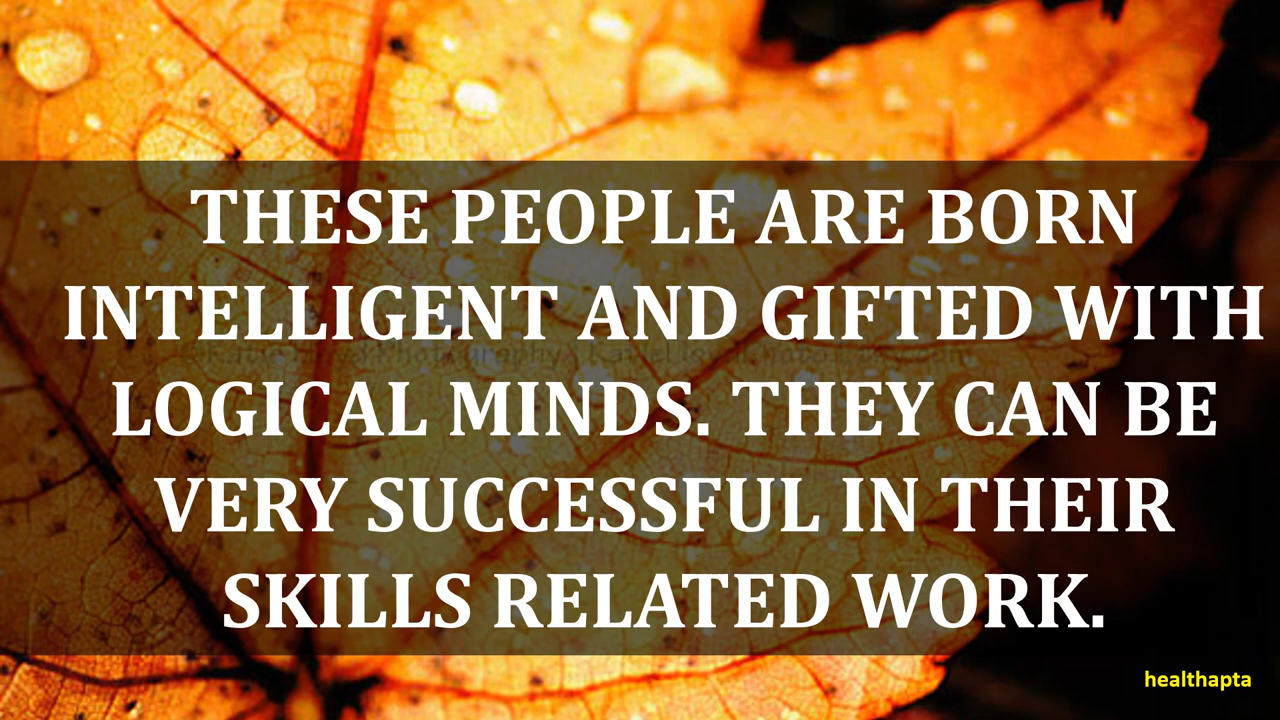 THESE PEOPLE ARE BORN
INTELLIGENT AND GIFTED WITH
LOGICAL MINDS. THEY CAN BE
VERY SUCCESSFUL IN THEIR
SKILLS RELATED WORK.
healthapta